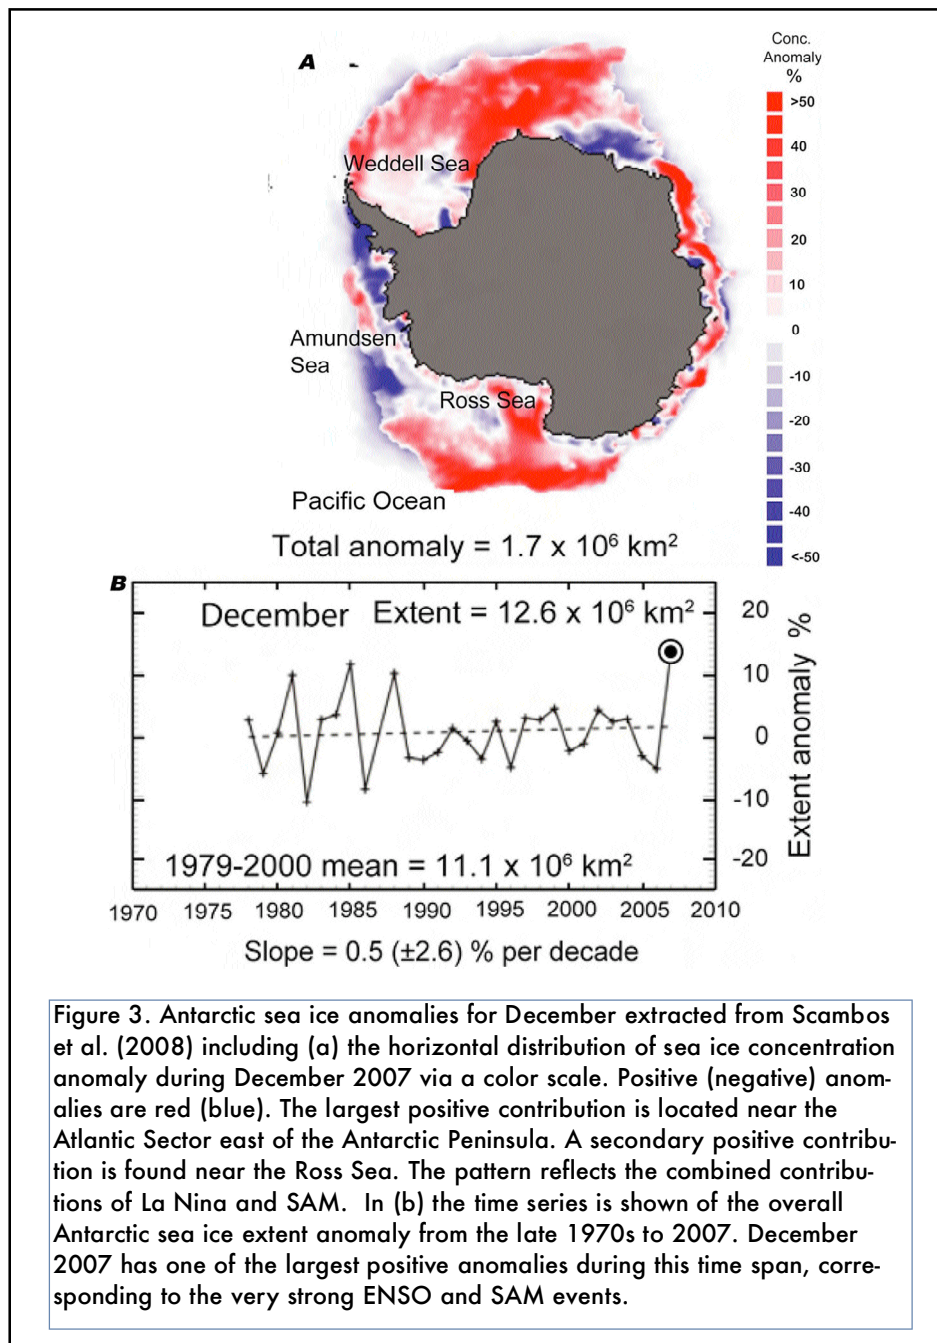 A
Conc.
Anomaly
%
>50
40
30
20
10
0
-10
-20
-30
-40
<-50
Weddell Sea
Amundsen
Sea
Ross Sea
Pacific Ocean
Total anomaly = 1.7 x 10⁶ km²
B
December Extent = 12.6 x 10⁶ km²
20
10
0
-10
-20
Extent anomaly %
1979-2000 mean = 11.1 x 10⁶ km²
1970 1975 1980 1985 1990 1995 2000 2005 2010
Slope = 0.5 (±2.6) % per decade
Figure 3. Antarctic sea ice anomalies for December extracted from Scambos
et al. (2008) including (a) the horizontal distribution of sea ice concentration
anomaly during December 2007 via a color scale. Positive (negative) anom-
alies are red (blue). The largest positive contribution is located near the
Atlantic Sector east of the Antarctic Peninsula. A secondary positive contribu-
tion is found near the Ross Sea. The pattern reflects the combined contribu-
tions of La Nina and SAM. In (b) the time series is shown of the overall
Antarctic sea ice extent anomaly from the late 1970s to 2007. December
2007 has one of the largest positive anomalies during this time span, corre-
sponding to the very strong ENSO and SAM events.